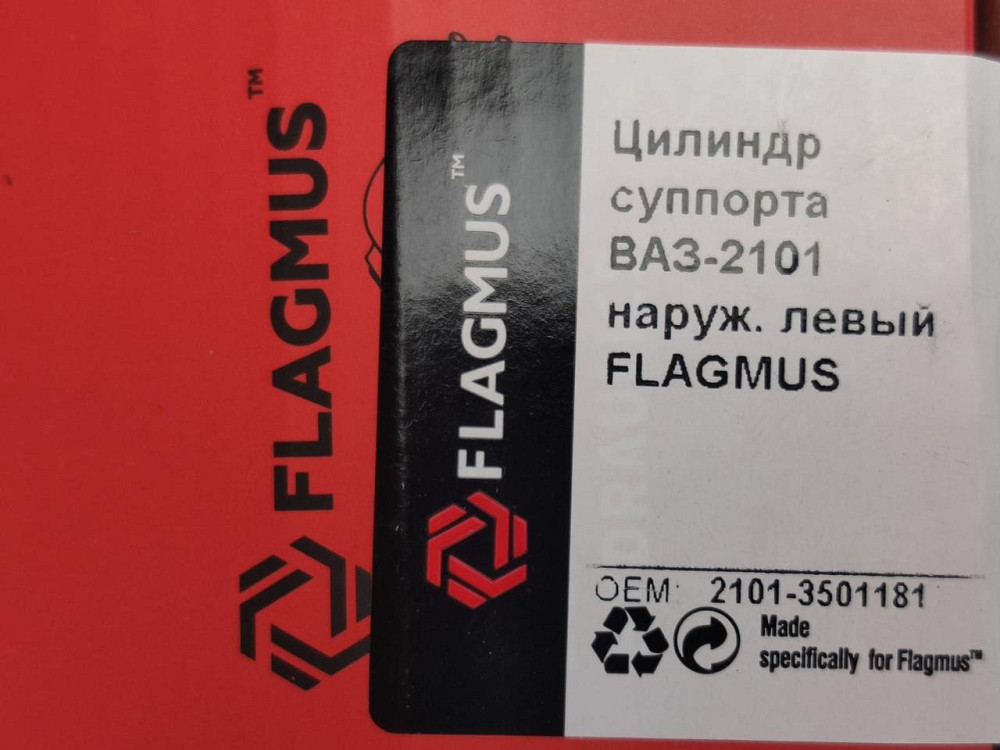 FLAGMUS™
FLAGMUS™
Цилиндр
суппорта
ВАЗ-2101
наруж. левый
FLAGMUS
OEM: 2101-3501181
Made
specifically for Flagmus™